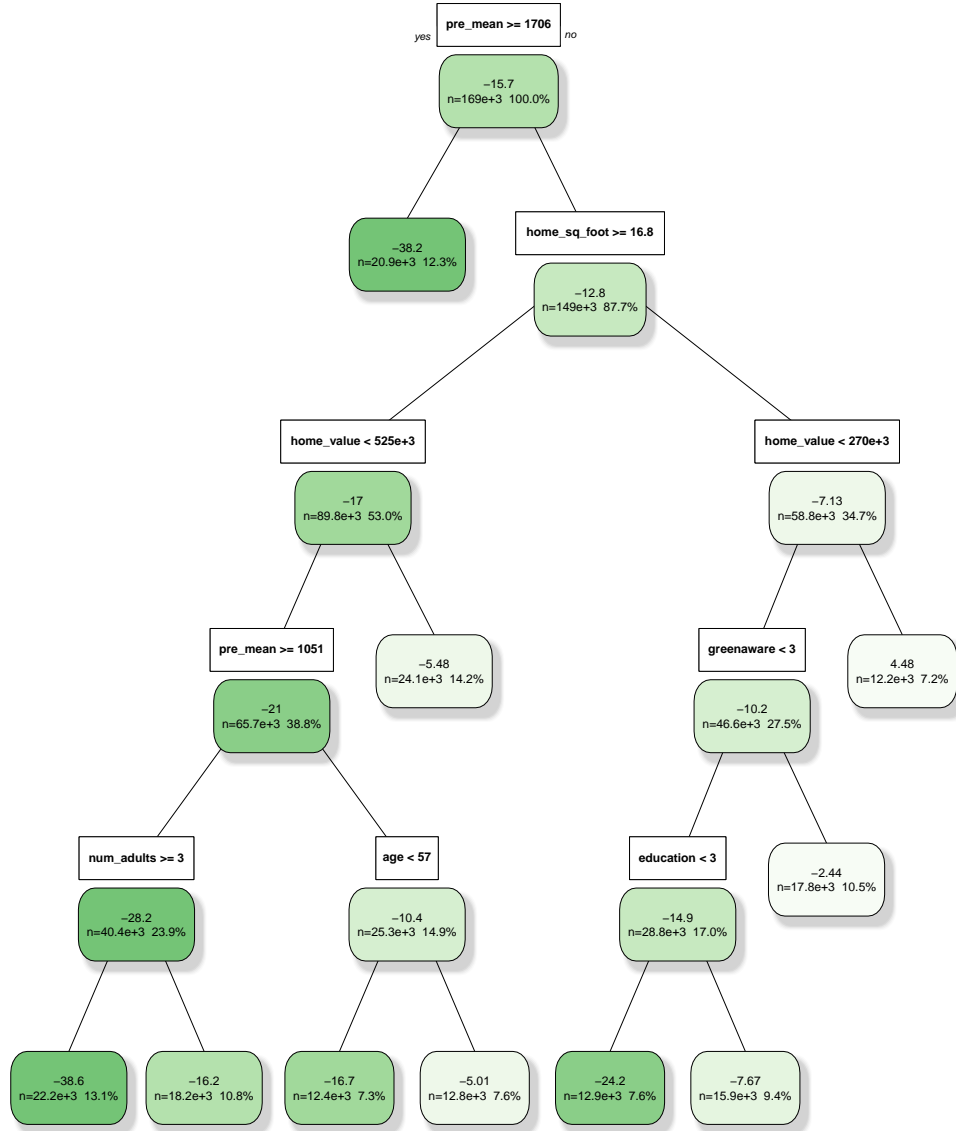 pre_mean >= 1706
yes
no
−15.7
n=169e+3 100.0%
home_sq_foot >= 16.8
−38.2
n=20.9e+3 12.3%
−12.8
n=149e+3 87.7%
home_value < 525e+3
home_value < 270e+3
−17
n=89.8e+3 53.0%
−7.13
n=58.8e+3 34.7%
pre_mean >= 1051
−5.48
n=24.1e+3 14.2%
greenaware < 3
4.48
n=12.2e+3 7.2%
−21
n=65.7e+3 38.8%
−10.2
n=46.6e+3 27.5%
num_adults >= 3
age < 57
education < 3
−2.44
n=17.8e+3 10.5%
−28.2
n=40.4e+3 23.9%
−10.4
n=25.3e+3 14.9%
−14.9
n=28.8e+3 17.0%
−38.6
n=22.2e+3 13.1%
−16.2
n=18.2e+3 10.8%
−16.7
n=12.4e+3 7.3%
−5.01
n=12.8e+3 7.6%
−24.2
n=12.9e+3 7.6%
−7.67
n=15.9e+3 9.4%